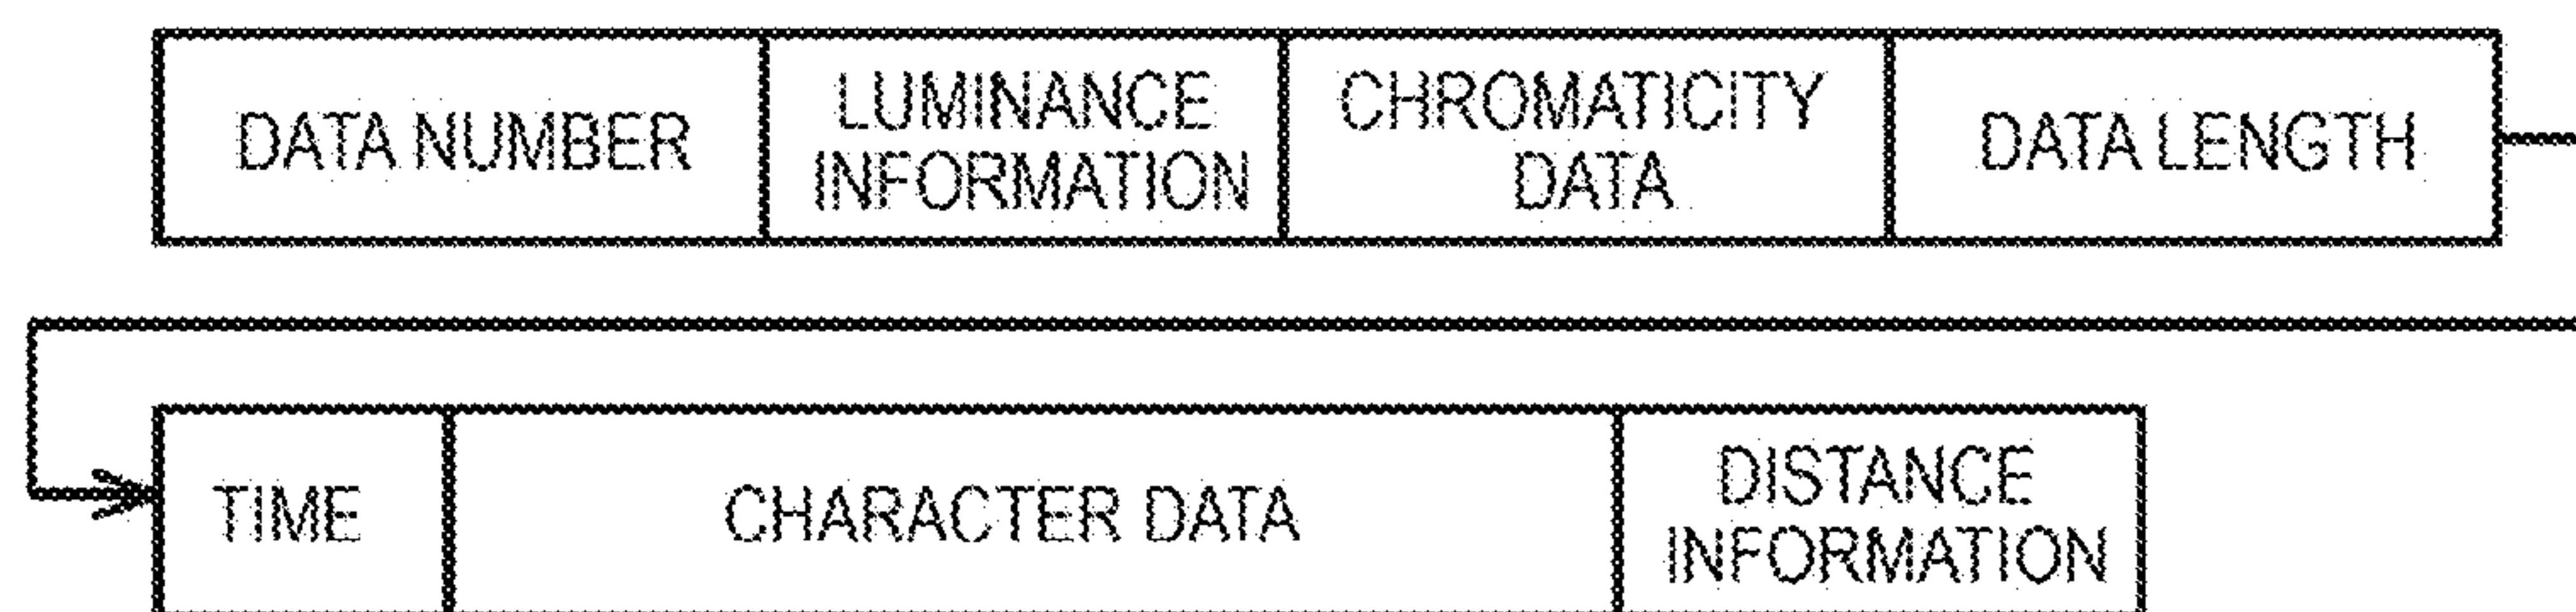 DATA NUMBER
LUMINANCE
INFORMATION
CHROMATICITY
DATA
DATA LENGTH
TIME
CHARACTER DATA
DISTANCE
INFORMATION